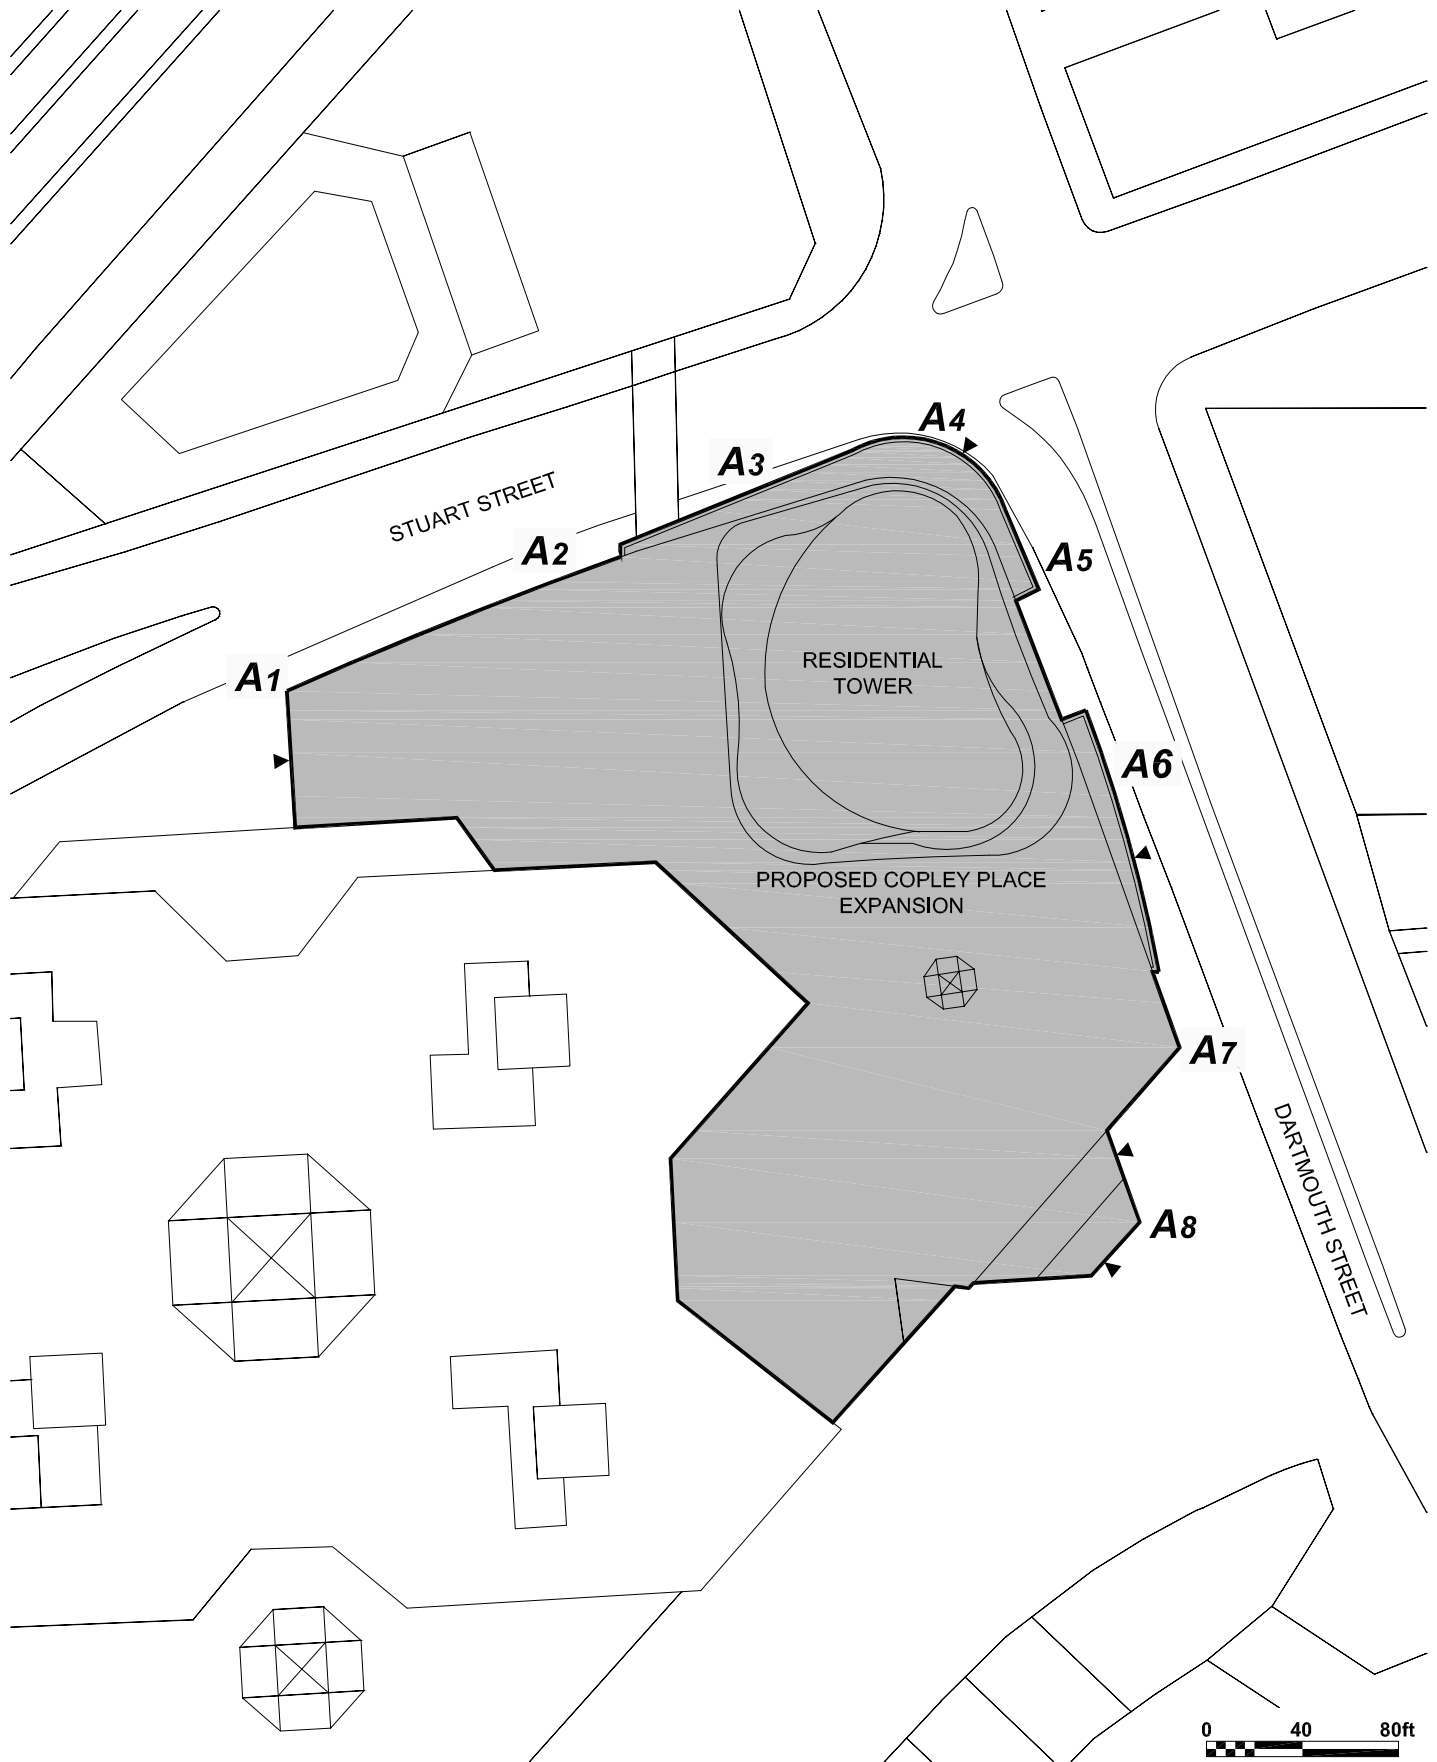 A4
A3
STUART STREET
A2
A5
RESIDENTIAL
TOWER
A1
A6
PROPOSED COPLEY PLACE
EXPANSION
A7
DARTMOUTH STREET
A8
0 40 80ft